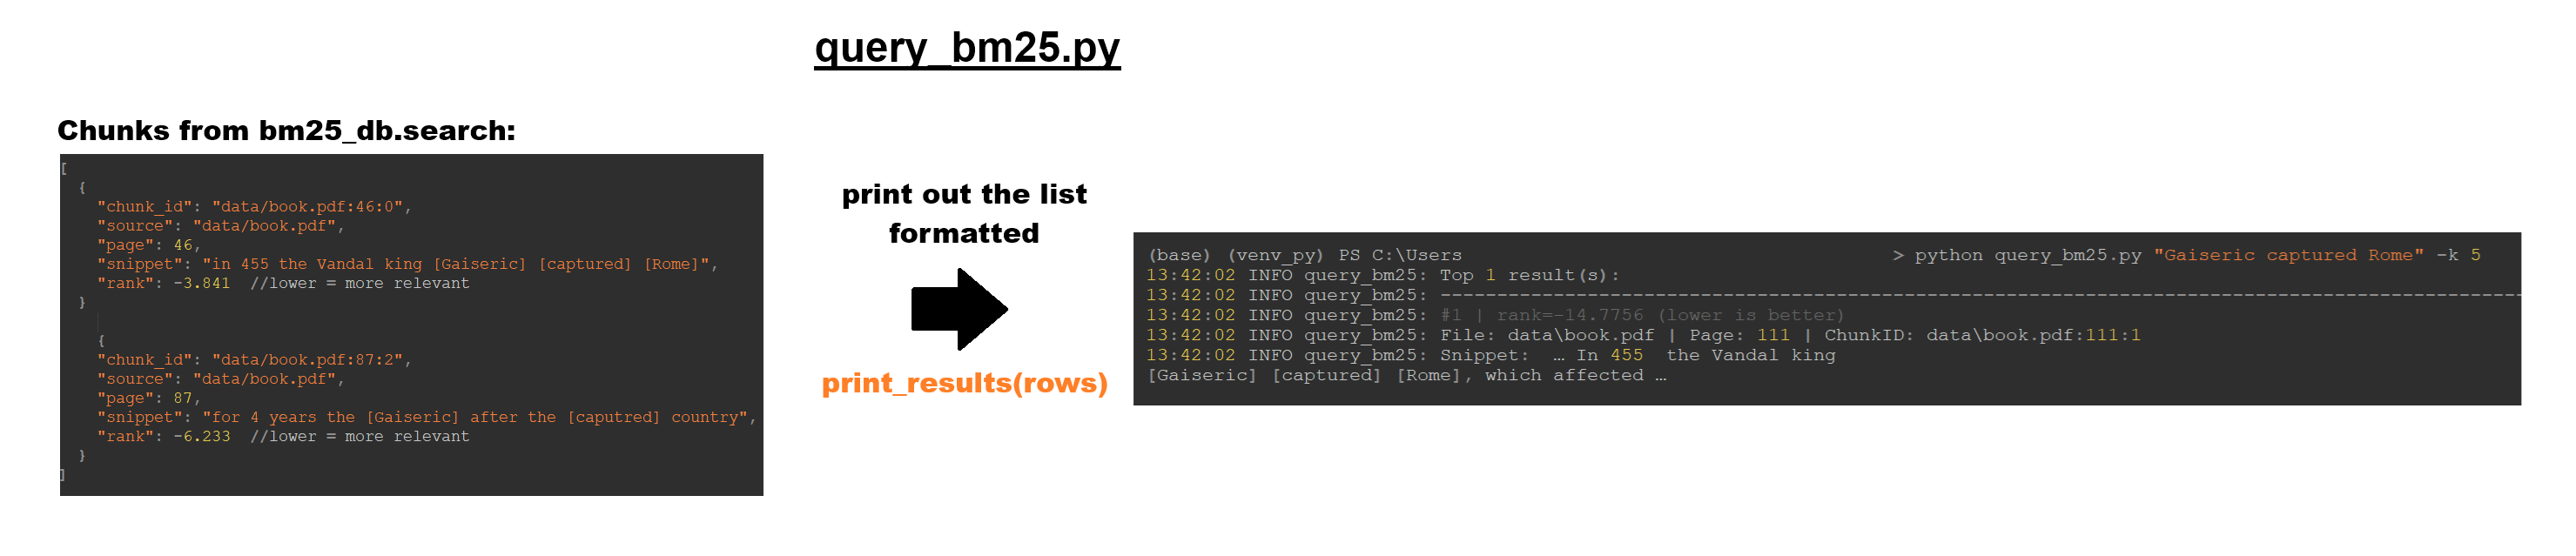 query_bm25.py
Chunks from bm25_db.search:
[
{
"chunk_id": "data/book.pdf:46:0",
"source": "data/book.pdf",
"page": 46,
"snippet": "in 455 the Vandal king [Gaiseric] [captured] [Rome]",
"rank": -3.841 //lower = more relevant
}
{
"chunk_id": "data/book.pdf:87:2",
"source": "data/book.pdf",
"page": 87,
"snippet": "for 4 years the [Gaiseric] after the [caputred] country",
"rank": -6.233 //lower = more relevant
}
]
print out the list
formatted
print_results(rows)
(base) (venv_py) PS C:\Users > python query_bm25.py "Gaiseric captured Rome" -k 5
13:42:02 INFO query_bm25: Top 1 result(s):
13:42:02 INFO query_bm25: --------------------------------------------------------------------------------------------
13:42:02 INFO query_bm25: #1 | rank=-14.7756 (lower is better)
13:42:02 INFO query_bm25: File: data\book.pdf | Page: 111 | ChunkID: data\book.pdf:111:1
13:42:02 INFO query_bm25: Snippet: … In 455 the Vandal king
[Gaiseric] [captured] [Rome], which affected …